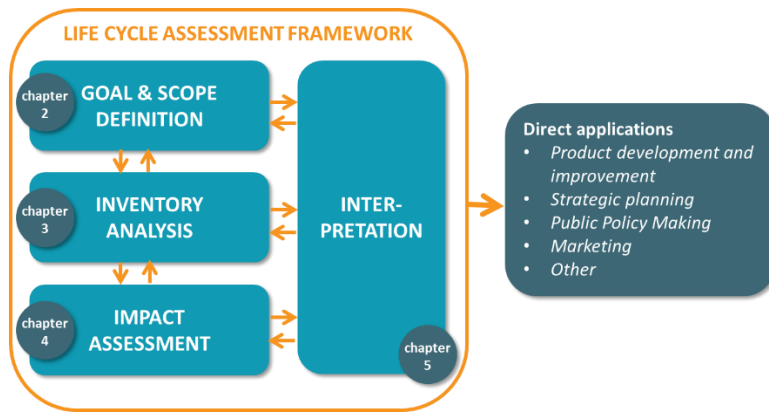 LIFE CYCLE ASSESSMENT FRAMEWORK
chapter
2
GOAL & SCOPE
DEFINITION
chapter
3
INVENTORY
ANALYSIS
chapter
4
IMPACT
ASSESSMENT
INTER-
PRETATION
chapter
5
Direct applications
• Product development and
improvement
• Strategic planning
• Public Policy Making
• Marketing
• Other